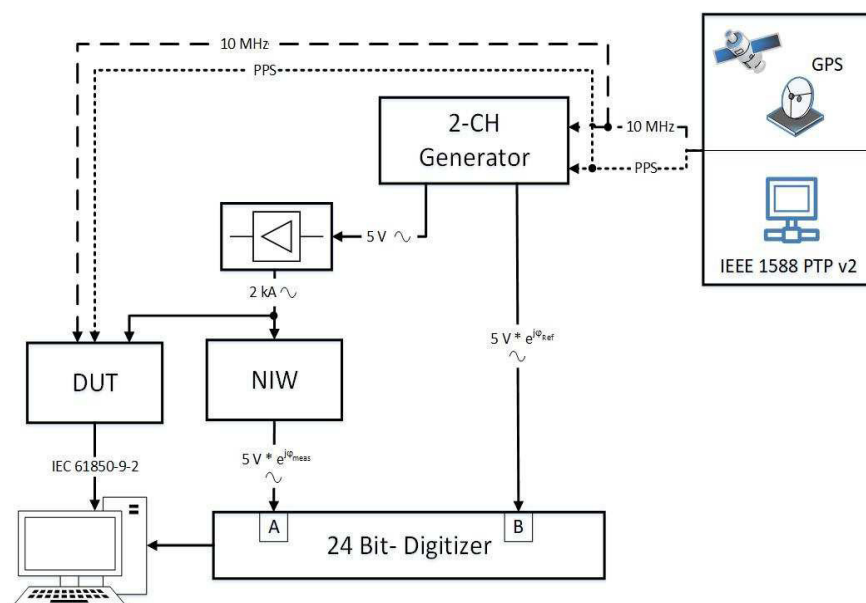 10 MHz
PPS
GPS
2-CH
Generator
10 MHz
PPS
5 V
IEEE 1588 PTP v2
2 kA
DUT
NIW
5 V * e^jφRef
IEC 61850-9-2
5 V * e^jφmeas
A
B
24 Bit- Digitizer